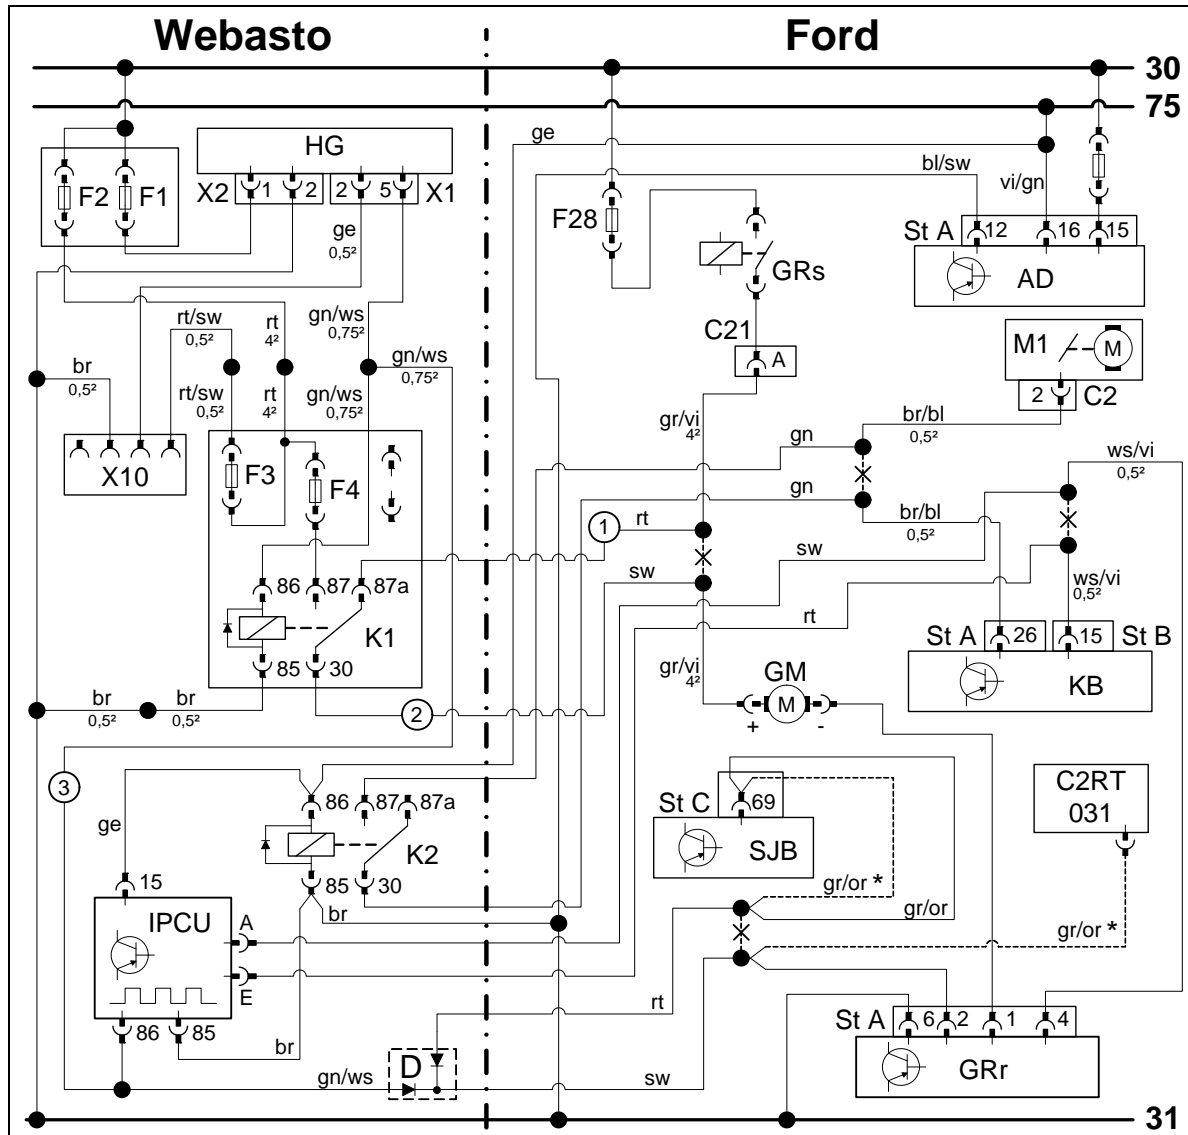 Webasto Ford
30
75
HG
ge
bl/sw
vi/gn
F2 F1 X2 1 2 2 5 X1
F28
St A 12 16 15
ge
0,5²
GRs
AD
rt/sw
0,5²
rt
4²
gn/ws
0,75²
C21
A
M1 M
br
0,5²
gn/ws
0,75²
2 C2
rt/sw
0,5²
rt
4²
gn/ws
0,75²
gr/vi
4²
br/bl
0,5²
gn
ws/vi
0,5²
X10
F3 F4
gn
br/bl
0,5²
1 rt
sw
sw
ws/vi
0,5²
86 87 87a
rt
K1
St A 26 15 St B
85 30
gr/vi
4²
GM
M
+ -
KB
br
0,5²
br
0,5²
2
3
86 87 87a
St C 69
C2RT
031
ge
K2
SJB
15
85 30
gr/or *
IPCU A
br
gr/or
gr/or *
E
rt
86 85
br
St A 6 2 1 4
D
gn/ws
sw
GRr
31